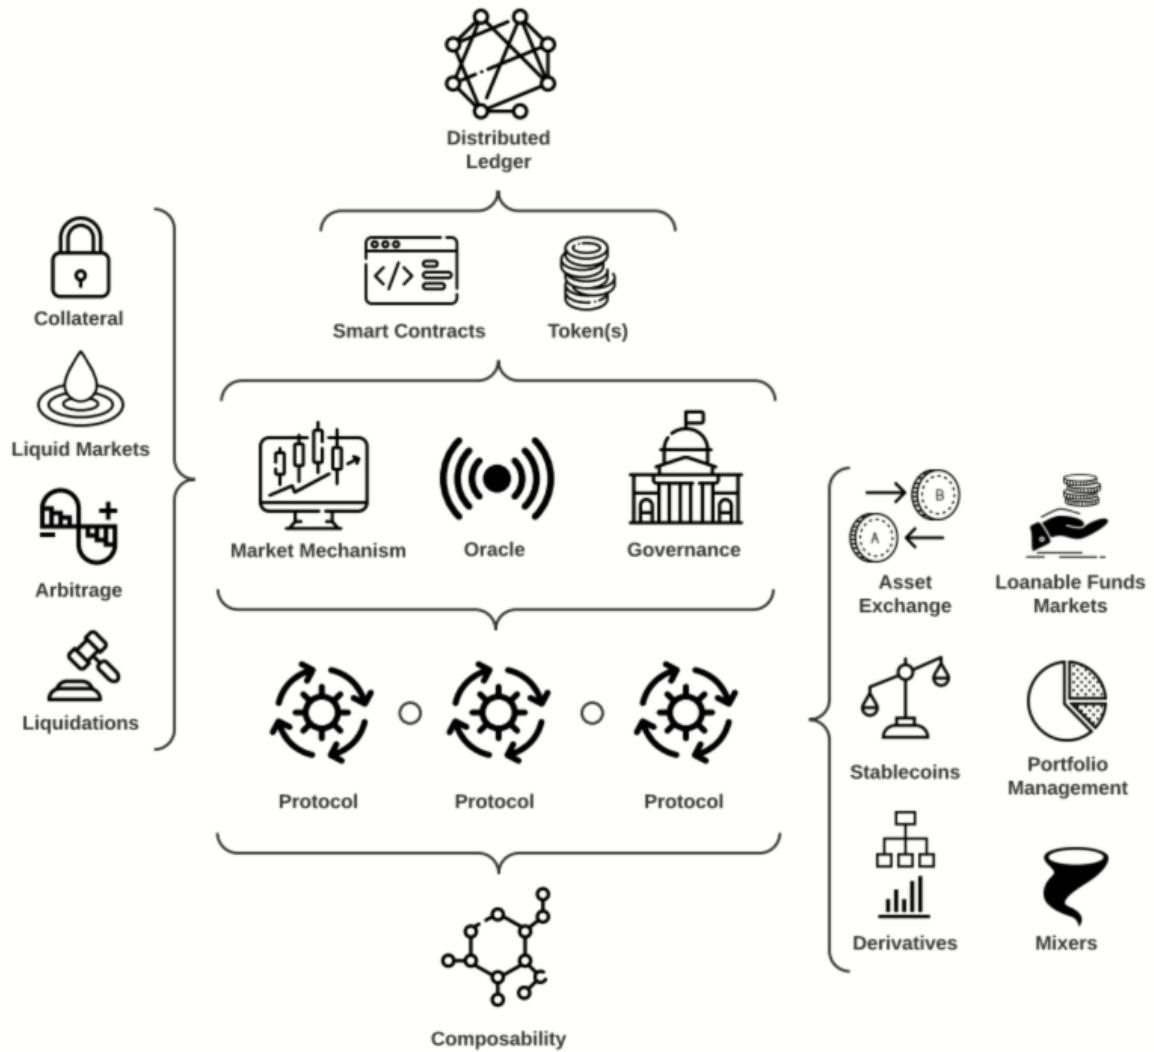 Distributed
Ledger
Collateral
Liquid Markets
Arbitrage
Liquidations
Smart Contracts
Token(s)
Market Mechanism
Oracle
Governance
Protocol
Protocol
Protocol
B
A
Asset
Exchange
Loanable Funds
Markets
Stablecoins
Portfolio
Management
Derivatives
Mixers
Composability